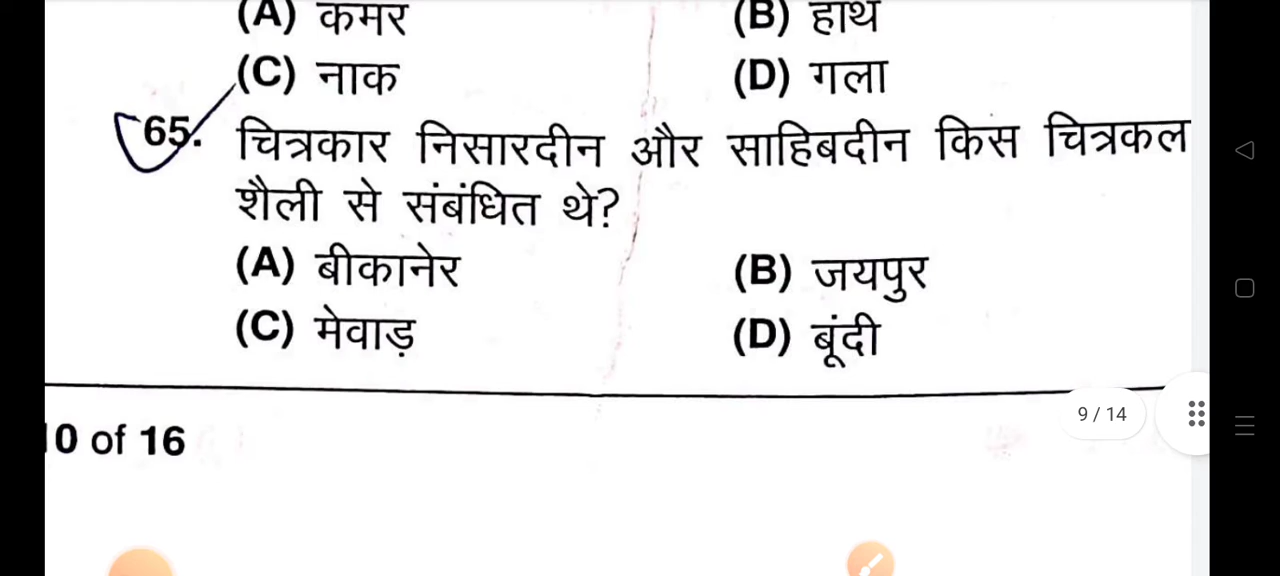 (A) कमर (B) हाथ
(C) नाक (D) गला
65. चित्रकार निसारदीन और साहिबदीन किस चित्रकल
शैली से संबंधित थे?
(A) बीकानेर (B) जयपुर
(C) मेवाड़ (D) बूंदी
9 / 14
0 of 16